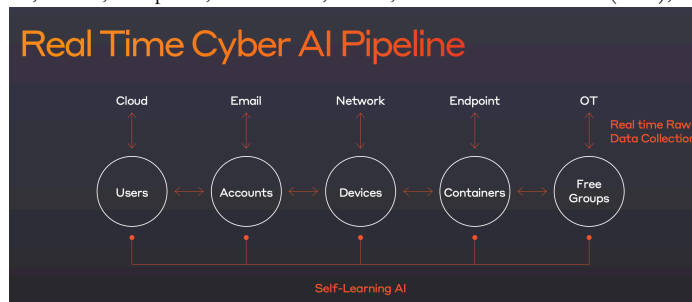 Real Time Cyber AI Pipeline
Cloud Email Network Endpoint OT
Real time Raw
Data Collection
Users Accounts Devices Containers Free
Groups
Self-Learning AI